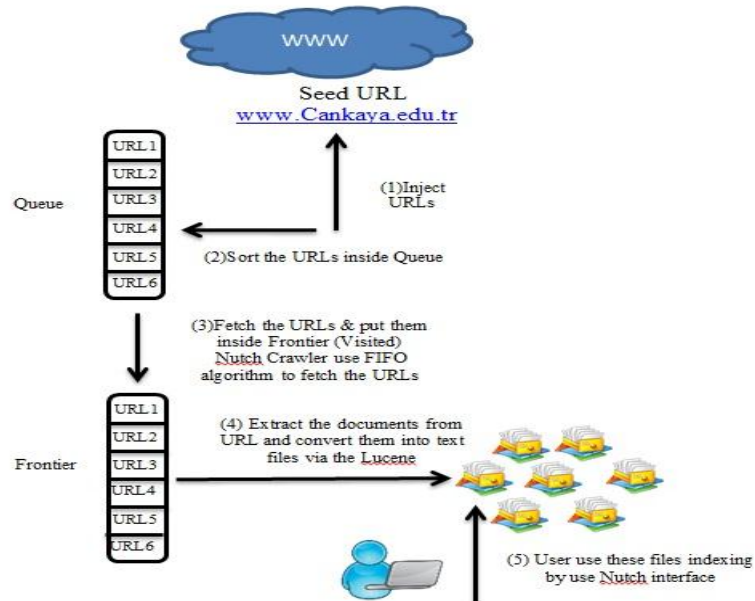 WWW
Seed URL
www.Cankaya.edu.tr
URL1
URL2
URL3
URL4
URL5
URL6
Queue
(1)Inject
URLs
(2)Sort the URLs inside Queue
(3)Fetch the URLs & put them
inside Frontier (Visited)
Nutch Crawler use FIFO
algorithm to fetch the URLs
URL1
URL2
URL3
URL4
URL5
URL6
Frontier
(4) Extract the documents from
URL and convert them into text
files via the Lucene
(5) User use these files indexing
by use Nutch interface